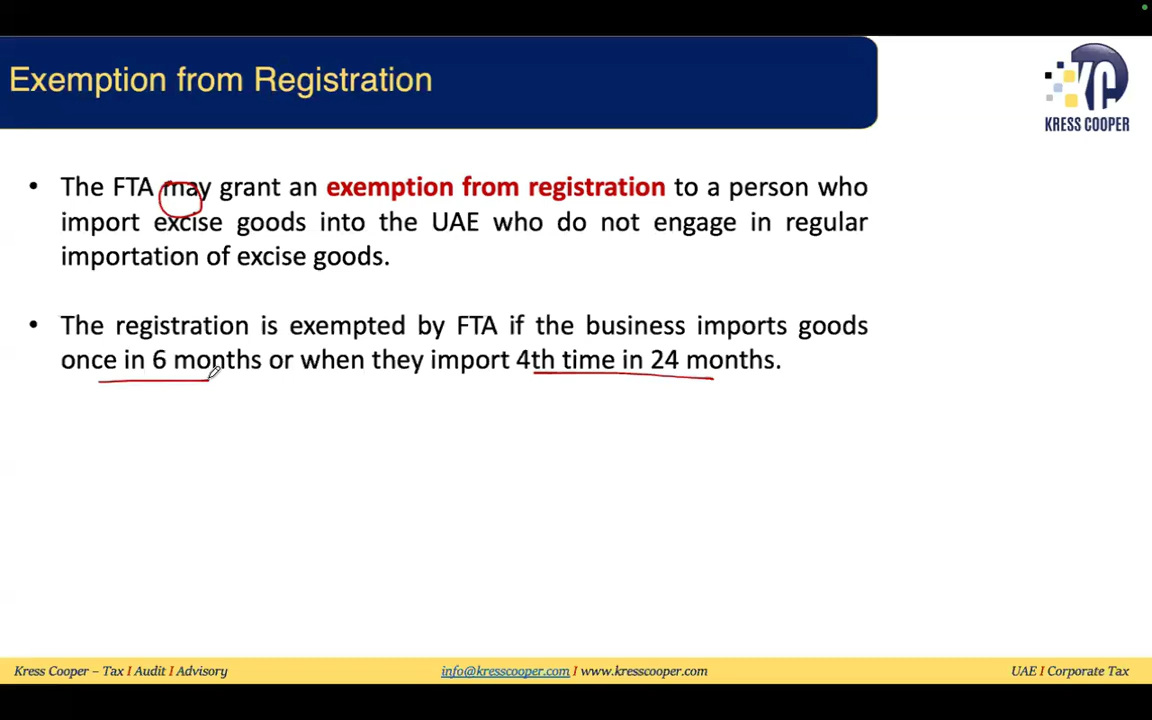 Exemption from Registration
KC
KRESS COOPER
• The FTA may grant an exemption from registration to a person who
import excise goods into the UAE who do not engage in regular
importation of excise goods.
• The registration is exempted by FTA if the business imports goods
once in 6 months or when they import 4th time in 24 months.
Kress Cooper – Tax I Audit I Advisory
info@kresscooper.com I www.kresscooper.com
UAE I Corporate Tax